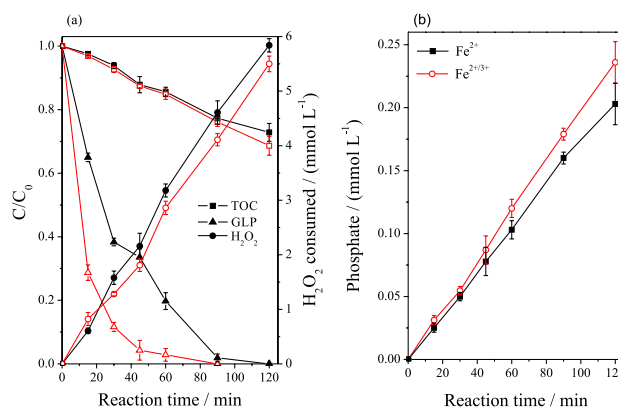 (a)
1.0
0.8
0.6
0.4
0.2
0.0
C/C₀
6
5
4
3
2
1
0
H₂O₂ consumed / (mmol L⁻¹)
TOC
GLP
H₂O₂
0 20 40 60 80 100 120
Reaction time / min
(b)
0.25
0.20
0.15
0.10
0.05
0.00
Phosphate / (mmol L⁻¹)
Fe²⁺
Fe²⁺/³⁺
0 20 40 60 80 100 120
Reaction time / min